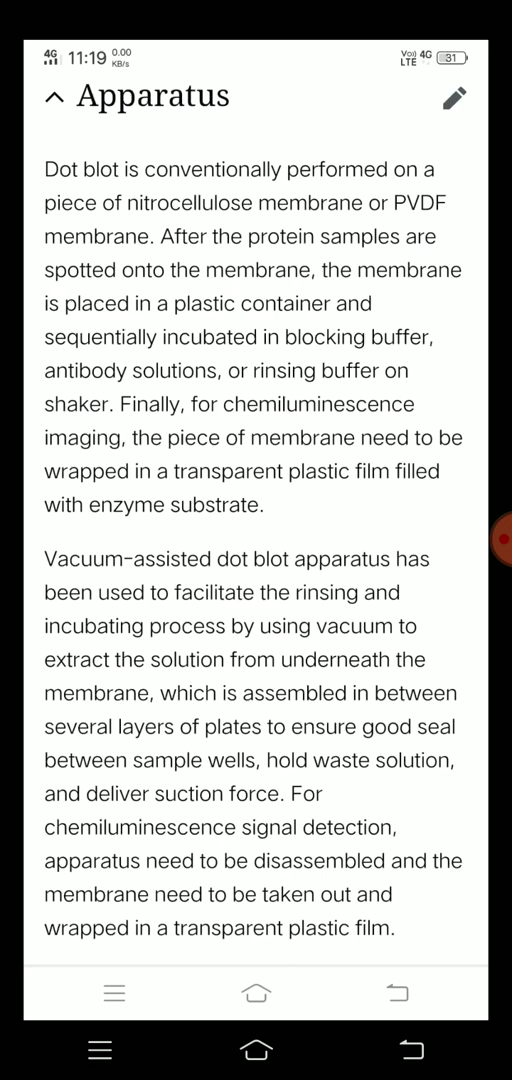 4G 11:19 0.00 KB/s Vo)) LTE 4G 31
Apparatus
Dot blot is conventionally performed on a
piece of nitrocellulose membrane or PVDF
membrane. After the protein samples are
spotted onto the membrane, the membrane
is placed in a plastic container and
sequentially incubated in blocking buffer,
antibody solutions, or rinsing buffer on
shaker. Finally, for chemiluminescence
imaging, the piece of membrane need to be
wrapped in a transparent plastic film filled
with enzyme substrate.
Vacuum-assisted dot blot apparatus has
been used to facilitate the rinsing and
incubating process by using vacuum to
extract the solution from underneath the
membrane, which is assembled in between
several layers of plates to ensure good seal
between sample wells, hold waste solution,
and deliver suction force. For
chemiluminescence signal detection,
apparatus need to be disassembled and the
membrane need to be taken out and
wrapped in a transparent plastic film.